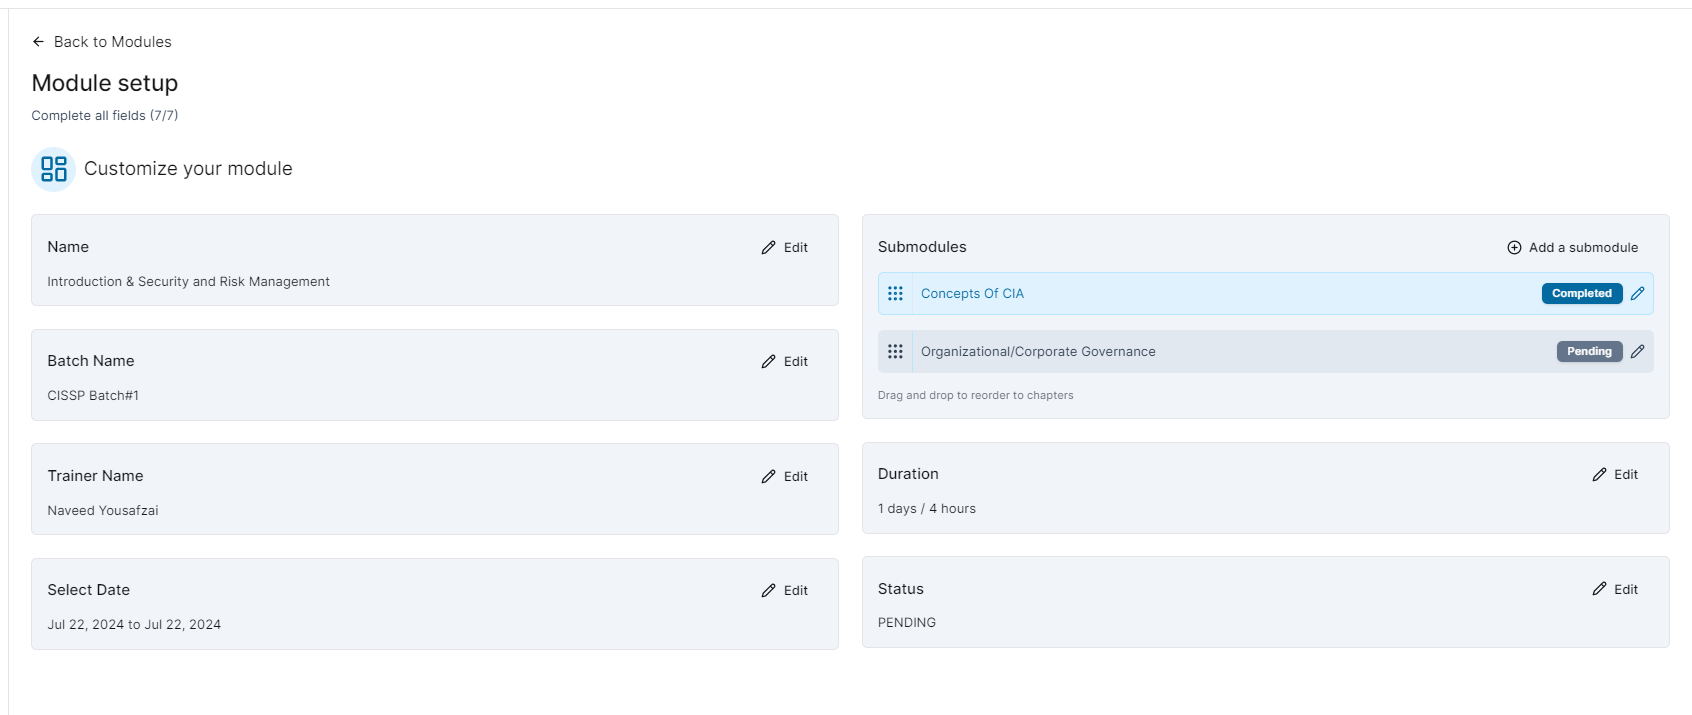 Back to Modules
Module setup
Complete all fields (7/7)
Customize your module
Name
Edit
Introduction & Security and Risk Management
Batch Name
Edit
CISSP Batch#1
Trainer Name
Edit
Naveed Yousafzai
Select Date
Edit
Jul 22, 2024 to Jul 22, 2024
Submodules
Add a submodule
Concepts Of CIA
Completed
Organizational/Corporate Governance
Pending
Drag and drop to reorder to chapters
Duration
Edit
1 days / 4 hours
Status
Edit
PENDING